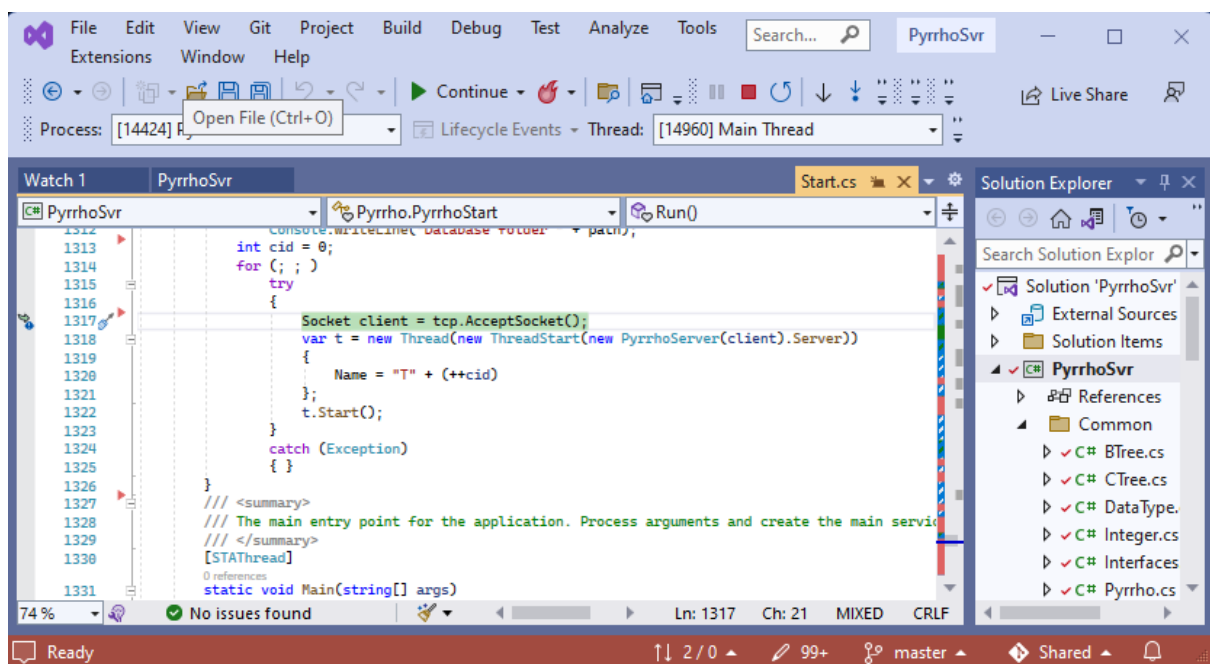 File Edit View Git Project Build Debug Test Analyze Tools Search... PyrrhoSvr
Extensions Window Help
Continue Live Share
Open File (Ctrl+O)
Process: [14424] Lifecycle Events Thread: [14960] Main Thread
Watch 1 PyrrhoSvr Start.cs Solution Explorer
C# PyrrhoSvr Pyrrho.PyrrhoStart Run()
Search Solution Explor
1312 Console.WriteLine("Database folder " + path);
1313 int cid = 0;
1314 for (; ; )
1315 try
1316 {
1317 Socket client = tcp.AcceptSocket();
1318 var t = new Thread(new ThreadStart(new PyrrhoServer(client).Server))
1319 {
1320 Name = "T" + (++cid)
1321 };
1322 t.Start();
1323 }
1324 catch (Exception)
1325 { }
1326 }
1327 /// <summary>
1328 /// The main entry point for the application. Process arguments and create the main servic
1329 /// </summary>
1330 [STAThread]
0 references
1331 static void Main(string[] args)
Solution 'PyrrhoSvr'
External Sources
Solution Items
C# PyrrhoSvr
References
Common
C# BTree.cs
C# CTree.cs
C# DataType.
C# Integer.cs
C# Interfaces
C# Pyrrho.cs
74 % No issues found Ln: 1317 Ch: 21 MIXED CRLF
Ready 2 / 0 99+ master Shared